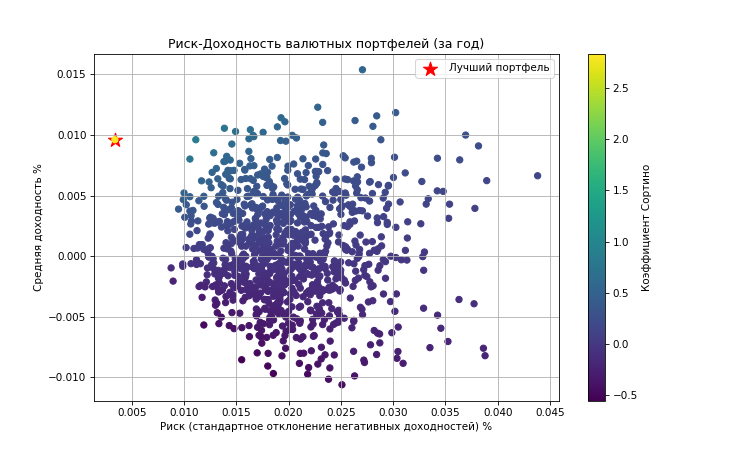 Риск-Доходность валютных портфелей (за год)
Лучший портфель
Средняя доходность %
0.015
0.010
0.005
0.000
−0.005
−0.010
0.005 0.010 0.015 0.020 0.025 0.030 0.035 0.040 0.045
Риск (стандартное отклонение негативных доходностей) %
2.5
2.0
1.5
1.0
0.5
0.0
−0.5
Коэффициент Сортино